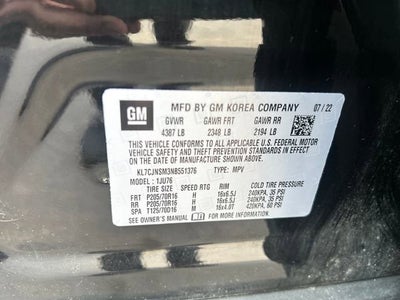 GM
MFD BY GM KOREA COMPANY 07/22
GVWR GAWR FRT GAWR RR
4387 LB 2348 LB 2194 LB
THIS VEHICLE CONFORMS TO ALL APPLICABLE U.S. FEDERAL MOTOR
VEHICLE SAFETY AND THEFT PREVENTION STANDARDS IN EFFECT ON THE
DATE OF MANUFACTURE SHOWN ABOVE.
KL7CJNSM3NB551376 TYPE: MPV
MODEL: 1JU76
TIRE SIZE SPEED RTG RIM COLD TIRE PRESSURE
FRT P205/70R16 H 16x6.5J 240KPA, 35 PSI
RR P205/70R16 H 16x6.5J 240KPA, 35 PSI
SPA T125/70D16 M 16x4.0T 420KPA, 60 PSI
SEE OWNER'S MANUAL FOR MORE INFORMATION.